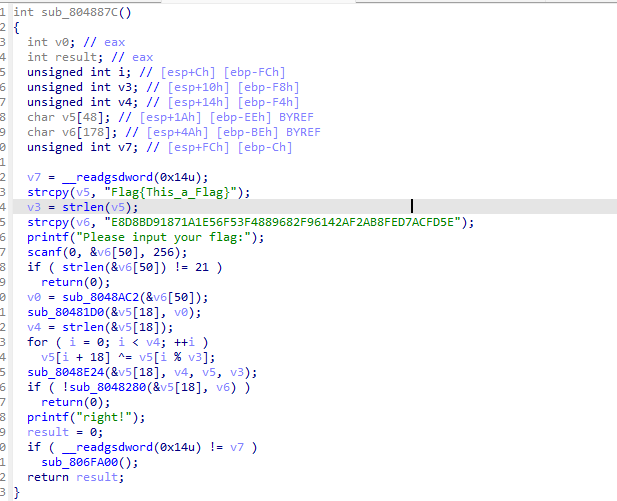 1 int sub_804887C()
2 {
3 int v0; // eax
4 int result; // eax
5 unsigned int i; // [esp+Ch] [ebp-FCh]
6 unsigned int v3; // [esp+10h] [ebp-F8h]
7 unsigned int v4; // [esp+14h] [ebp-F4h]
8 char v5[48]; // [esp+1Ah] [ebp-EEh] BYREF
9 char v6[178]; // [esp+4Ah] [ebp-BEh] BYREF
0 unsigned int v7; // [esp+FCh] [ebp-Ch]
1
2 v7 = __readgsdword(0x14u);
3 strcpy(v5, "Flag{This_a_Flag}");
4 v3 = strlen(v5);
5 strcpy(v6, "E8D8BD91871A1E56F53F4889682F96142AF2AB8FED7ACFD5E");
6 printf("Please input your flag:");
7 scanf(0, &v6[50], 256);
8 if ( strlen(&v6[50]) != 21 )
9 return(0);
0 v0 = sub_8048AC2(&v6[50]);
1 sub_80481D0(&v5[18], v0);
2 v4 = strlen(&v5[18]);
3 for ( i = 0; i < v4; ++i )
4 v5[i + 18] ^= v5[i % v3];
5 sub_8048E24(&v5[18], v4, v5, v3);
6 if ( !sub_8048280(&v5[18], v6) )
7 return(0);
8 printf("right!");
9 result = 0;
0 if ( __readgsdword(0x14u) != v7 )
1 sub_806FA00();
2 return result;
3 }